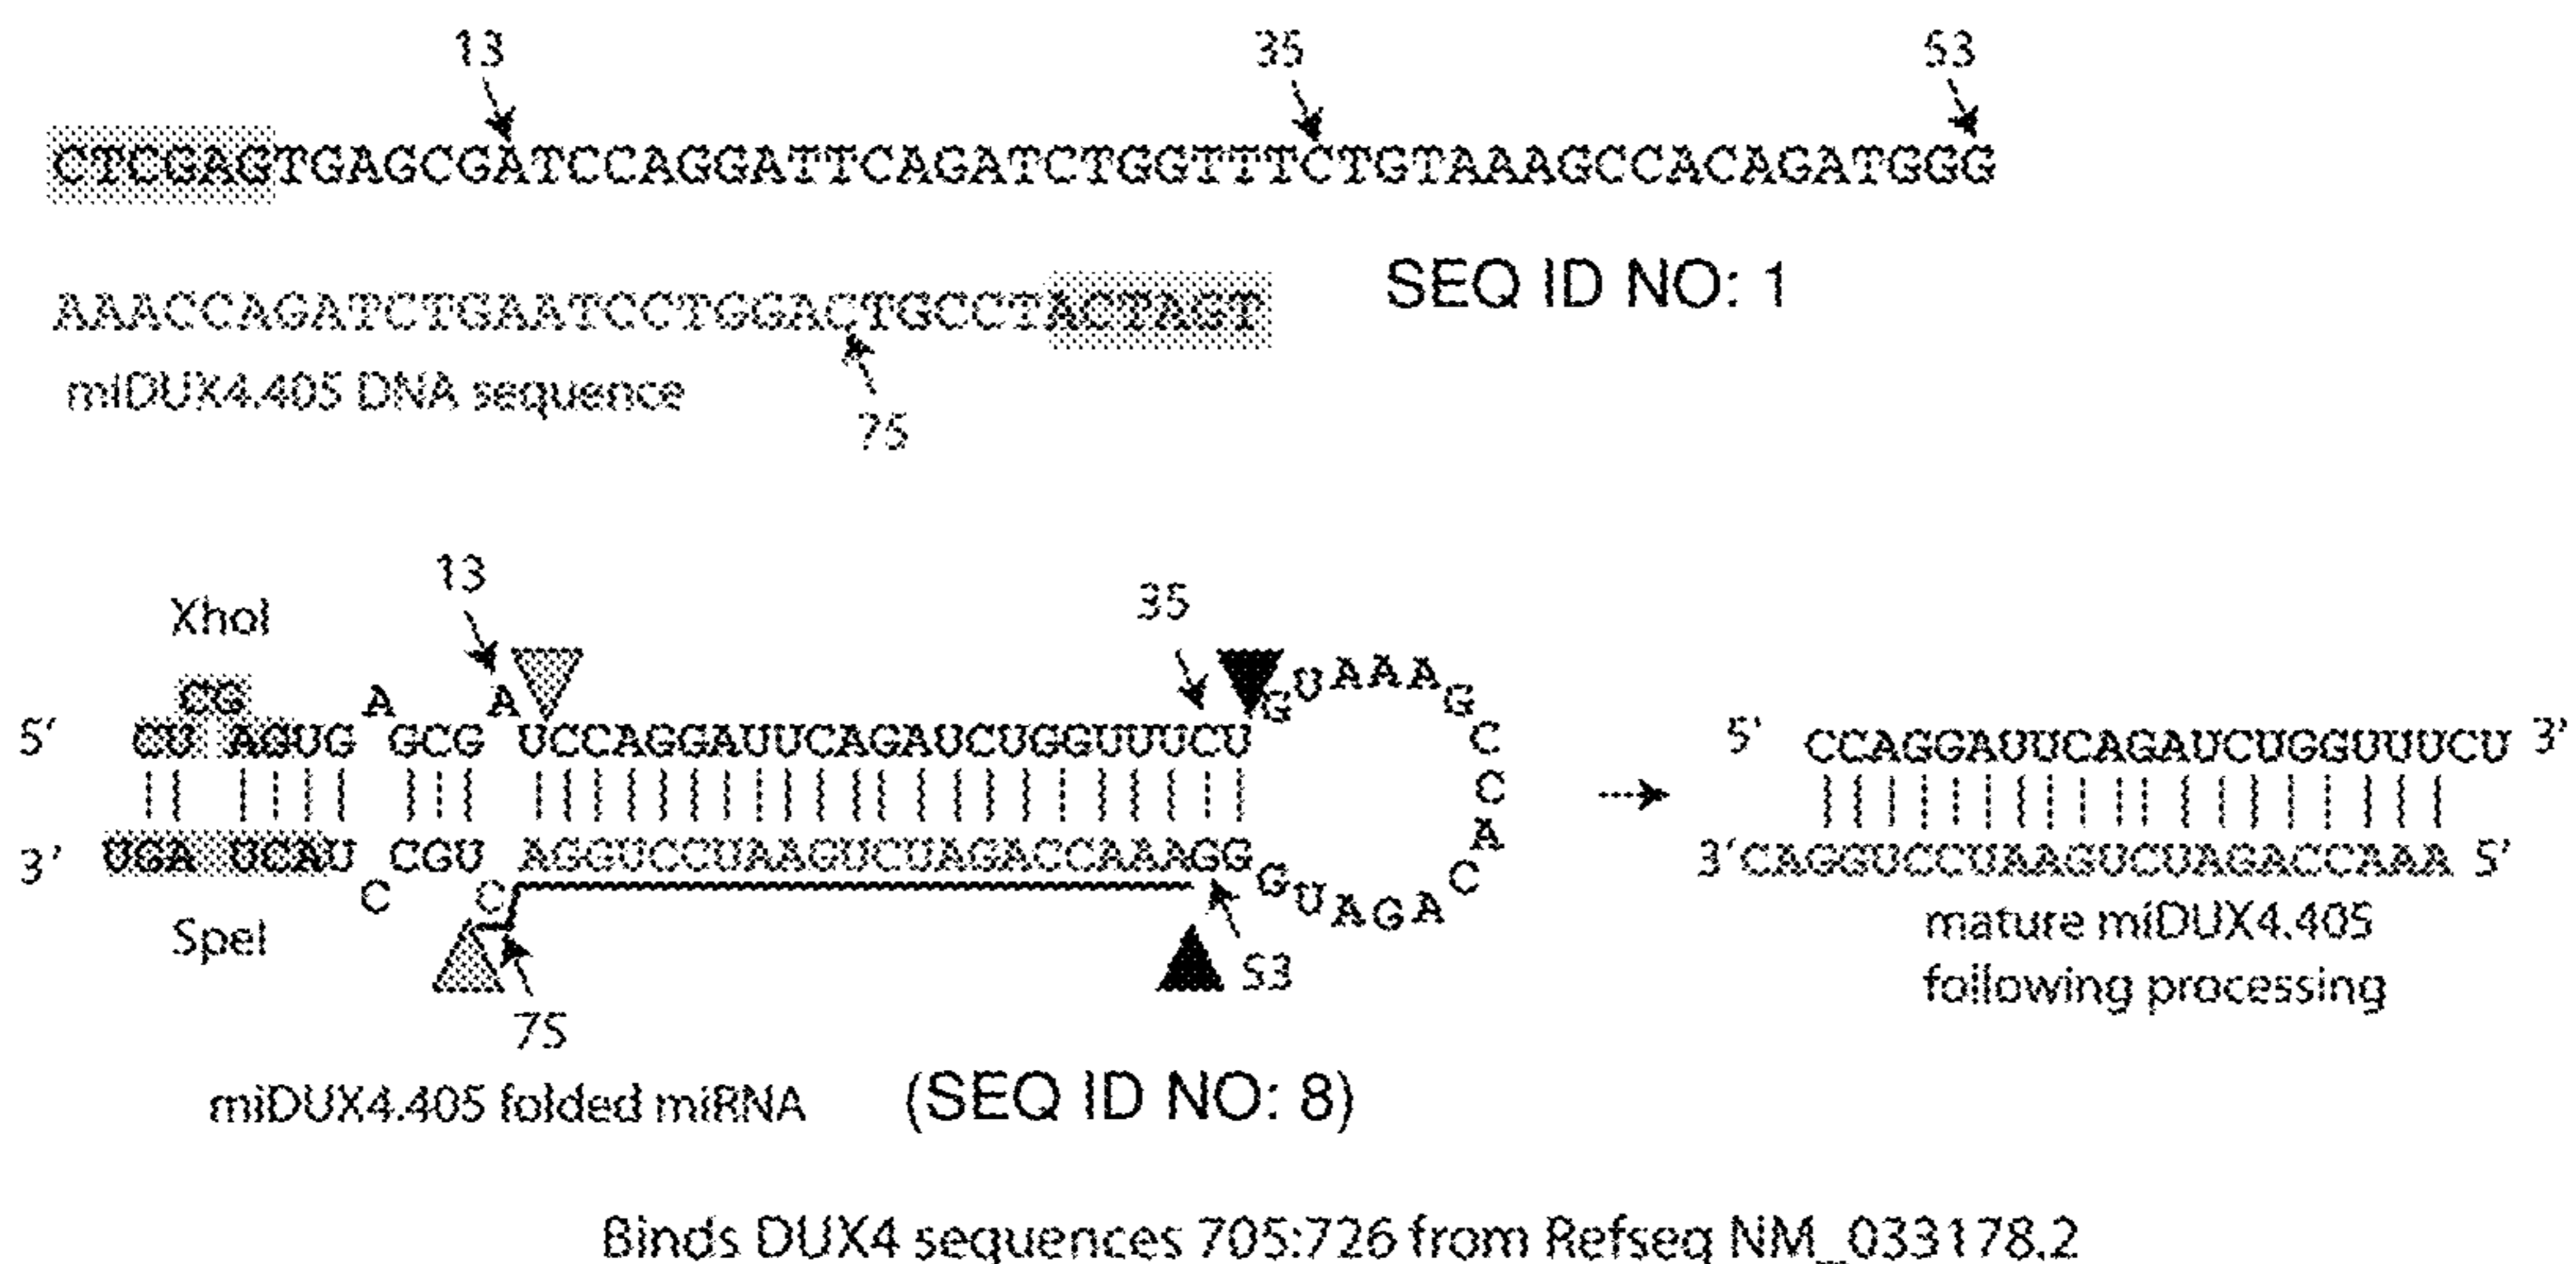 13 35 53
CTCGAGTGAGCGATCCAGGATTCAGATCTGGTTTCTGTAAAGCCACAGATGGG
SEQ ID NO: 1
AAACCAGATCTGAATCCTGGACTGCCTACTAGT
miDUX4.405 DNA sequence
75
13
35
XhoI
CG A A GUAAAGCCACAGAUG
5' CU AGUG GCG UCCAGGAUUCAGAUCUGGUUUCU
5' CCAGGAUUCAGAUCUGGUUUCU 3'
3' UGA UCAU CGU AGGUCCUAAGUCUAGACCAAAGG
3'CAGGUCCUAAGUCUAGACCAAA 5'
C C
SpeI
53
75
mature miDUX4.405
following processing
miDUX4.405 folded miRNA
(SEQ ID NO: 8)
Binds DUX4 sequences 705:726 from Refseq NM_033178.2